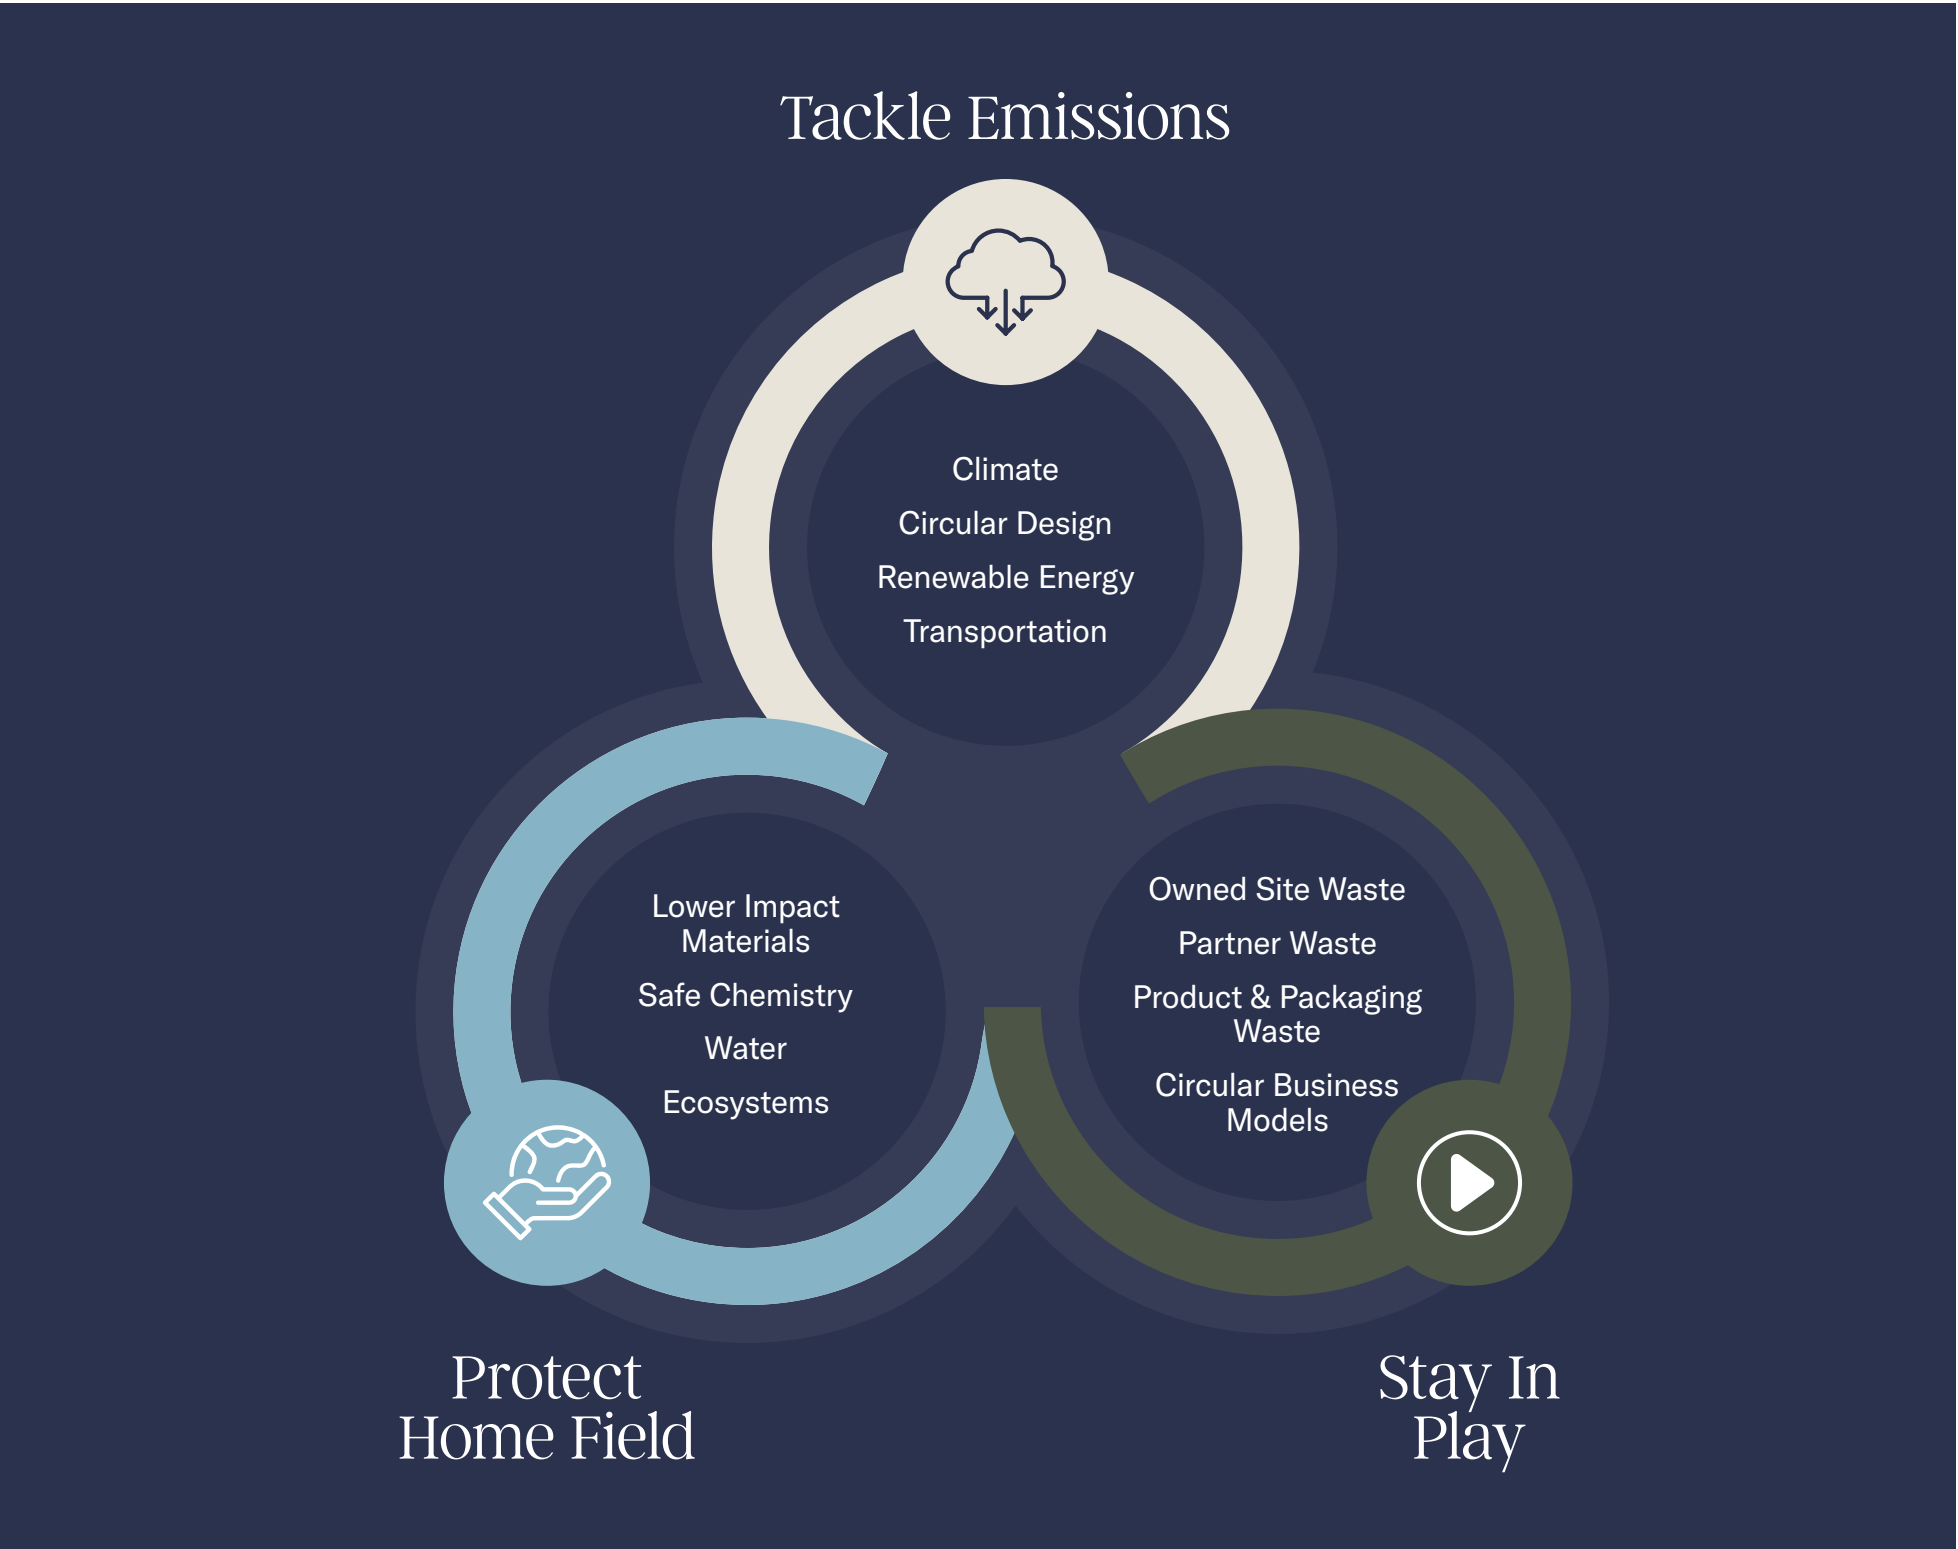 Tackle Emissions
Climate
Circular Design
Renewable Energy
Transportation
Lower Impact
Materials
Safe Chemistry
Water
Ecosystems
Owned Site Waste
Partner Waste
Product & Packaging
Waste
Circular Business
Models
Protect
Home Field
Stay In
Play